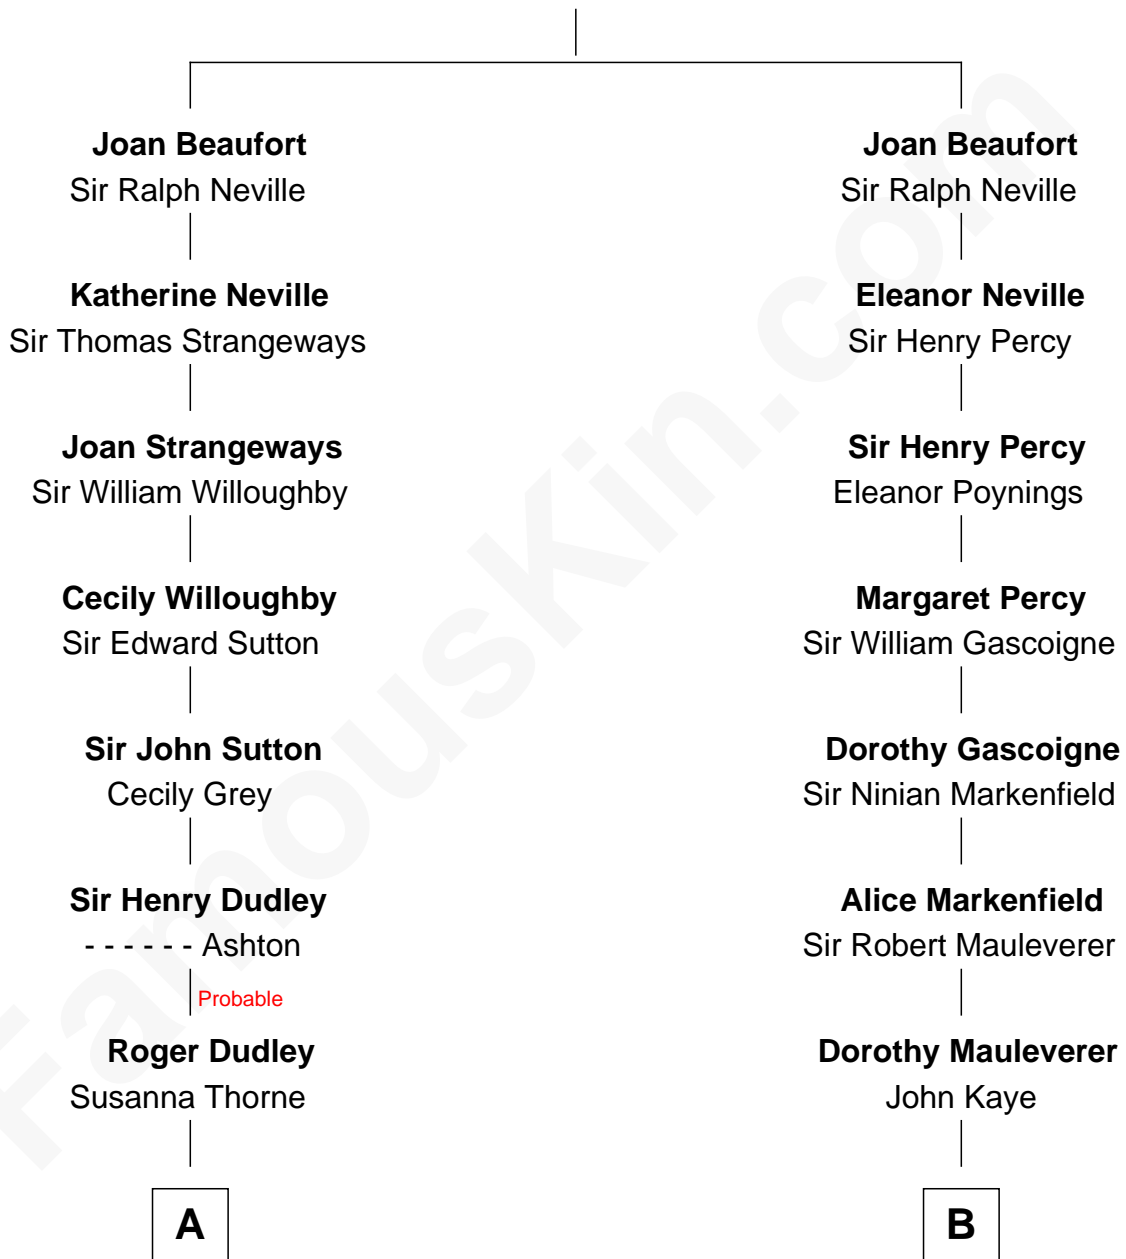 Joan Beaufort
Sir Ralph Neville
Katherine Neville
Sir Thomas Strangeways
Joan Strangeways
Sir William Willoughby
Cecily Willoughby
Sir Edward Sutton
Sir John Sutton
Cecily Grey
Sir Henry Dudley
- - - - - - Ashton
Probable
Roger Dudley
Susanna Thorne
A
Joan Beaufort
Sir Ralph Neville
Eleanor Neville
Sir Henry Percy
Sir Henry Percy
Eleanor Poynings
Margaret Percy
Sir William Gascoigne
Dorothy Gascoigne
Sir Ninian Markenfield
Alice Markenfield
Sir Robert Mauleverer
Dorothy Mauleverer
John Kaye
B
FamousKin.com